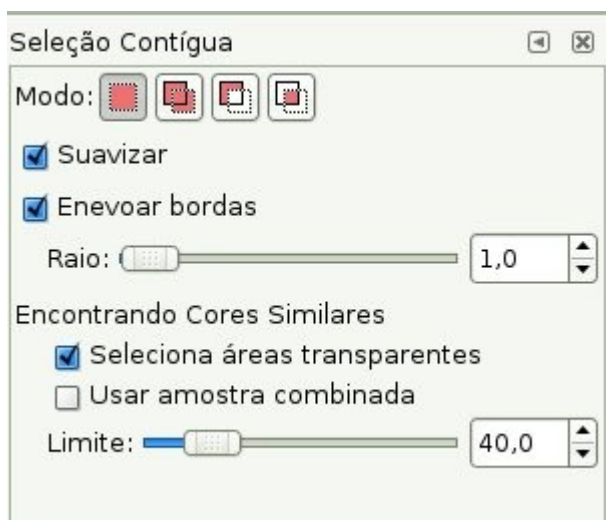 Seleção Contígua
Modo:
Suavizar
Enevoar bordas
Raio: 1,0
Encontrando Cores Similares
Seleciona áreas transparentes
Usar amostra combinada
Limite: 40,0